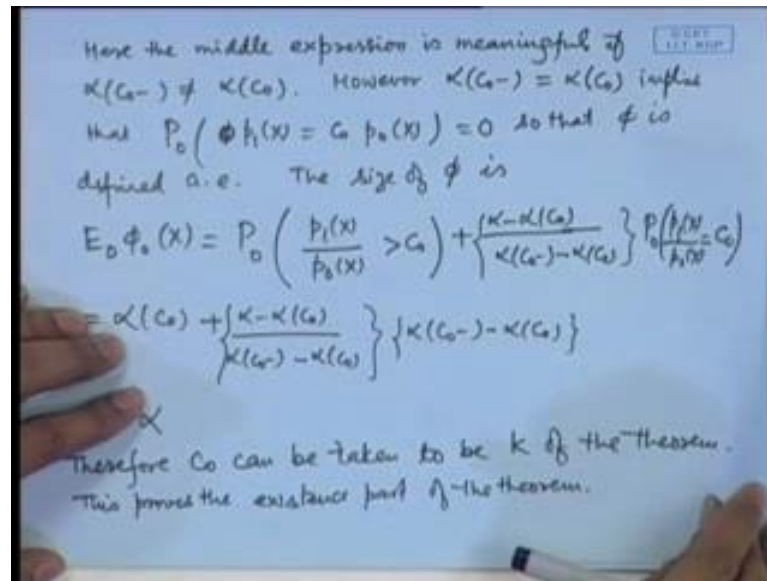 Here the middle expression is meaningful if
α(C₀-) ≠ α(C₀). However α(C₀-) = α(C₀) implies
that P₀( ϕ p₁(x) = C₀ p₀(x) ) = 0 so that ϕ is
defined a.e. The size of ϕ is
E₀ ϕ₀(X) = P₀( p₁(X)/p₀(X) > C₀ ) + { α-α(C₀) / α(C₀-)-α(C₀) } P₀( p₁(X)/p₀(X) = C₀ )
= α(C₀) + { α-α(C₀) / α(C₀-)-α(C₀) } { α(C₀-)-α(C₀) }
α
Therefore C₀ can be taken to be k of the theorem.
This proves the existence part of the theorem.